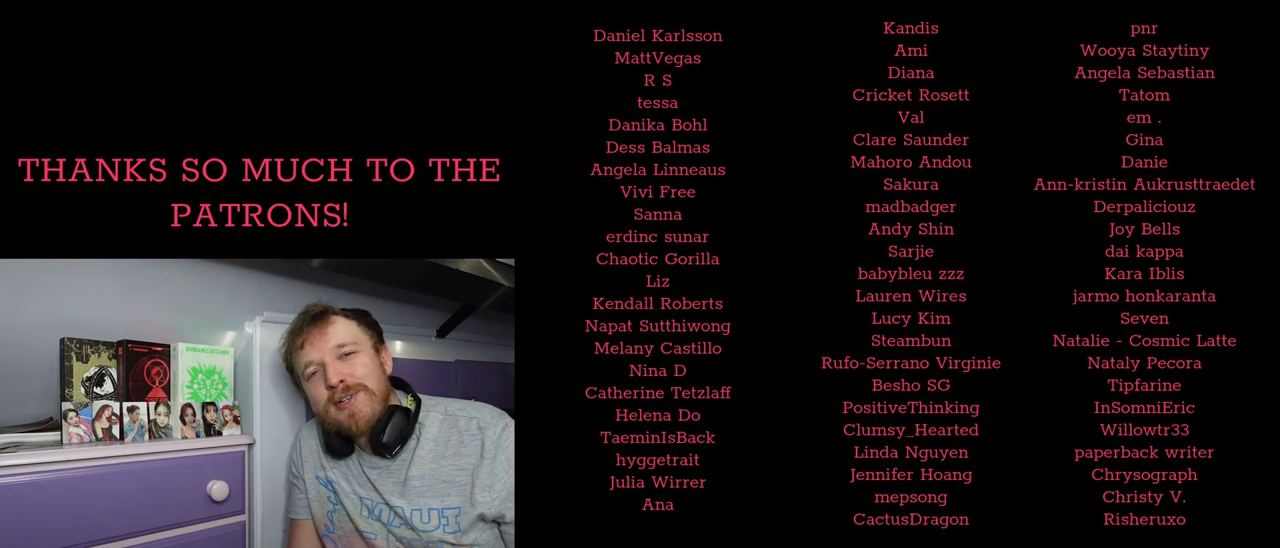 THANKS SO MUCH TO THE
PATRONS!
DREAMCATCHER
MAUI
Daniel Karlsson
MattVegas
R S
tessa
Danika Bohl
Dess Balmas
Angela Linneaus
Vivi Free
Sanna
erdinc sunar
Chaotic Gorilla
Liz
Kendall Roberts
Napat Sutthiwong
Melany Castillo
Nina D
Catherine Tetzlaff
Helena Do
TaeminIsBack
hyggetrait
Julia Wirrer
Ana
Kandis
Ami
Diana
Cricket Rosett
Val
Clare Saunder
Mahoro Andou
Sakura
madbadger
Andy Shin
Sarjie
babybleu zzz
Lauren Wires
Lucy Kim
Steambun
Rufo-Serrano Virginie
Besho SG
PositiveThinking
Clumsy_Hearted
Linda Nguyen
Jennifer Hoang
mepsong
CactusDragon
pnr
Wooya Staytiny
Angela Sebastian
Tatom
em .
Gina
Danie
Ann-kristin Aukrusttraedet
Derpaliciouz
Joy Bells
dai kappa
Kara Iblis
jarmo honkaranta
Seven
Natalie - Cosmic Latte
Nataly Pecora
Tipfarine
InSomniEric
Willowtr33
paperback writer
Chrysograph
Christy V.
Risheruxo